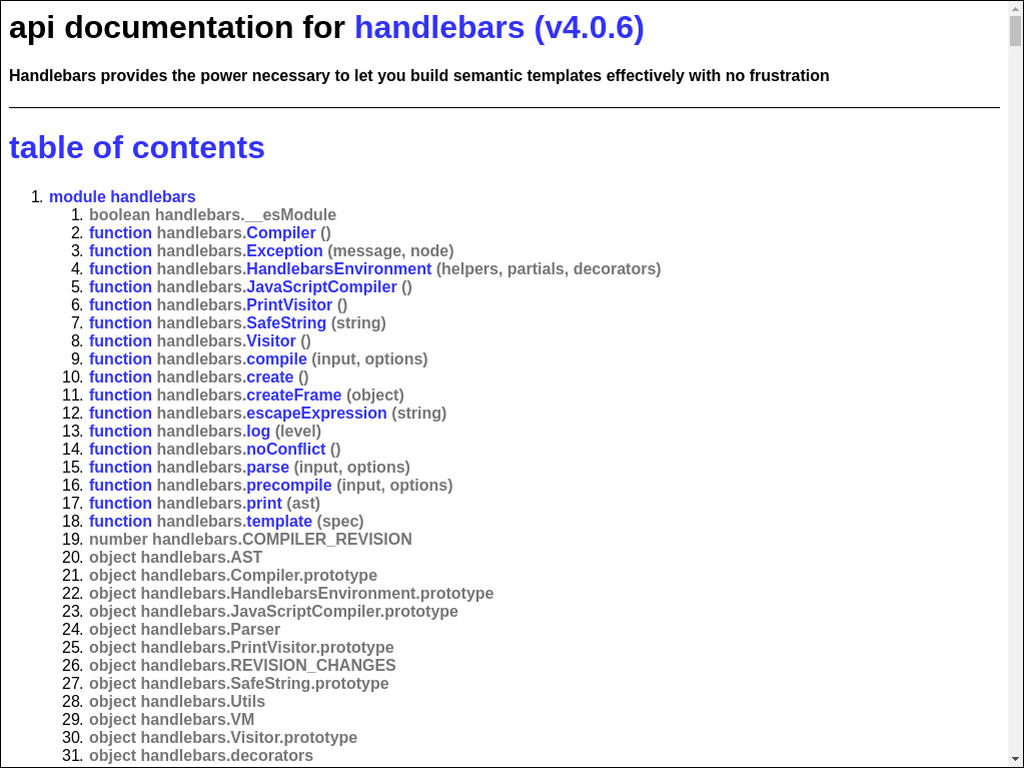 api documentation for handlebars (v4.0.6)
Handlebars provides the power necessary to let you build semantic templates effectively with no frustration
table of contents
1. module handlebars
1. boolean handlebars.__esModule
2. function handlebars.Compiler ()
3. function handlebars.Exception (message, node)
4. function handlebars.HandlebarsEnvironment (helpers, partials, decorators)
5. function handlebars.JavaScriptCompiler ()
6. function handlebars.PrintVisitor ()
7. function handlebars.SafeString (string)
8. function handlebars.Visitor ()
9. function handlebars.compile (input, options)
10. function handlebars.create ()
11. function handlebars.createFrame (object)
12. function handlebars.escapeExpression (string)
13. function handlebars.log (level)
14. function handlebars.noConflict ()
15. function handlebars.parse (input, options)
16. function handlebars.precompile (input, options)
17. function handlebars.print (ast)
18. function handlebars.template (spec)
19. number handlebars.COMPILER_REVISION
20. object handlebars.AST
21. object handlebars.Compiler.prototype
22. object handlebars.HandlebarsEnvironment.prototype
23. object handlebars.JavaScriptCompiler.prototype
24. object handlebars.Parser
25. object handlebars.PrintVisitor.prototype
26. object handlebars.REVISION_CHANGES
27. object handlebars.SafeString.prototype
28. object handlebars.Utils
29. object handlebars.VM
30. object handlebars.Visitor.prototype
31. object handlebars.decorators